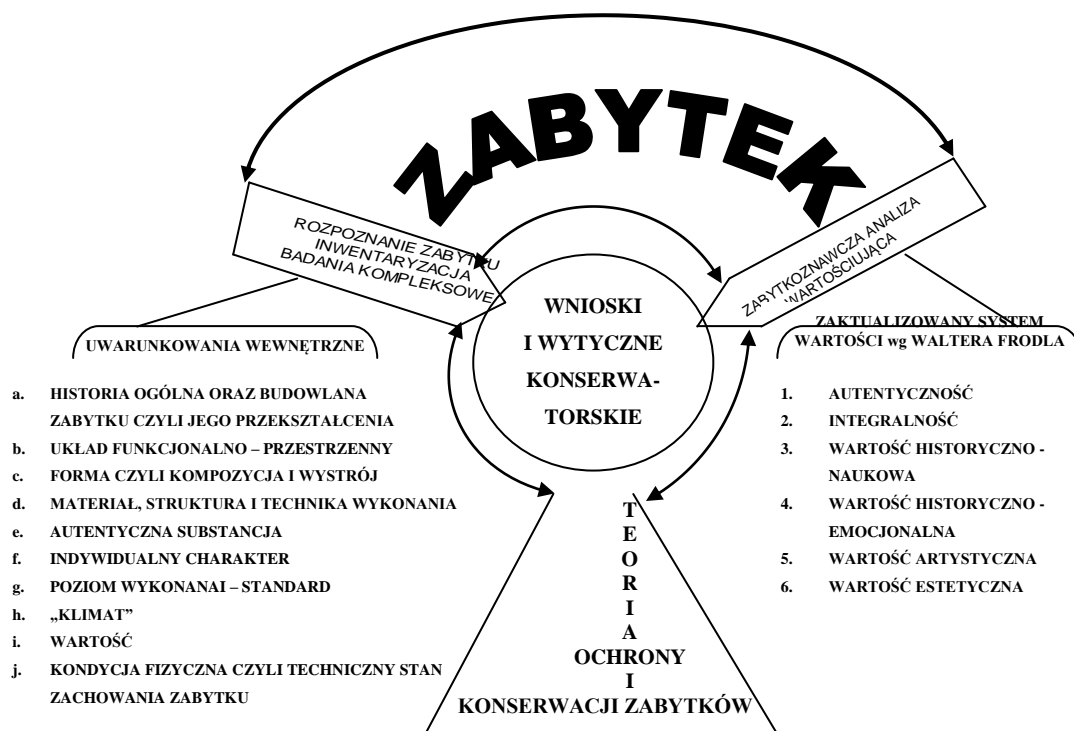 ZABYTEK
ROZPOZNANIE ZABYTKU
INWENTARYZACJA
BADANIA KOMPLEKSOWE
ZABYTKOZNAWCZA ANALIZA
WARTOŚCIUJĄCA
WNIOSKI
I WYTYCZNE
KONSERWA-
TORSKIE
UWARUNKOWANIA WEWNĘTRZNE
a. HISTORIA OGÓLNA ORAZ BUDOWLANA
ZABYTKU CZYLI JEGO PRZEKSZTAŁCENIA
b. UKŁAD FUNKCJONALNO – PRZESTRZENNY
c. FORMA CZYLI KOMPOZYCJA I WYSTRÓJ
d. MATERIAŁ, STRUKTURA I TECHNIKA WYKONANIA
e. AUTENTYCZNA SUBSTANCJA
f. INDYWIDUALNY CHARAKTER
g. POZIOM WYKONANAI – STANDARD
h. „KLIMAT”
i. WARTOŚĆ
j. KONDYCJA FIZYCZNA CZYLI TECHNICZNY STAN
ZACHOWANIA ZABYTKU
ZAKTUALIZOWANY SYSTEM
WARTOŚCI wg WALTERA FRODLA
1. AUTENTYCZNOŚĆ
2. INTEGRALNOŚĆ
3. WARTOŚĆ HISTORYCZNO -
NAUKOWA
4. WARTOŚĆ HISTORYCZNO -
EMOCJONALNA
5. WARTOŚĆ ARTYSTYCZNA
6. WARTOŚĆ ESTETYCZNA
TEORIA
OCHRONY
I
KONSERWACJI ZABYTKÓW